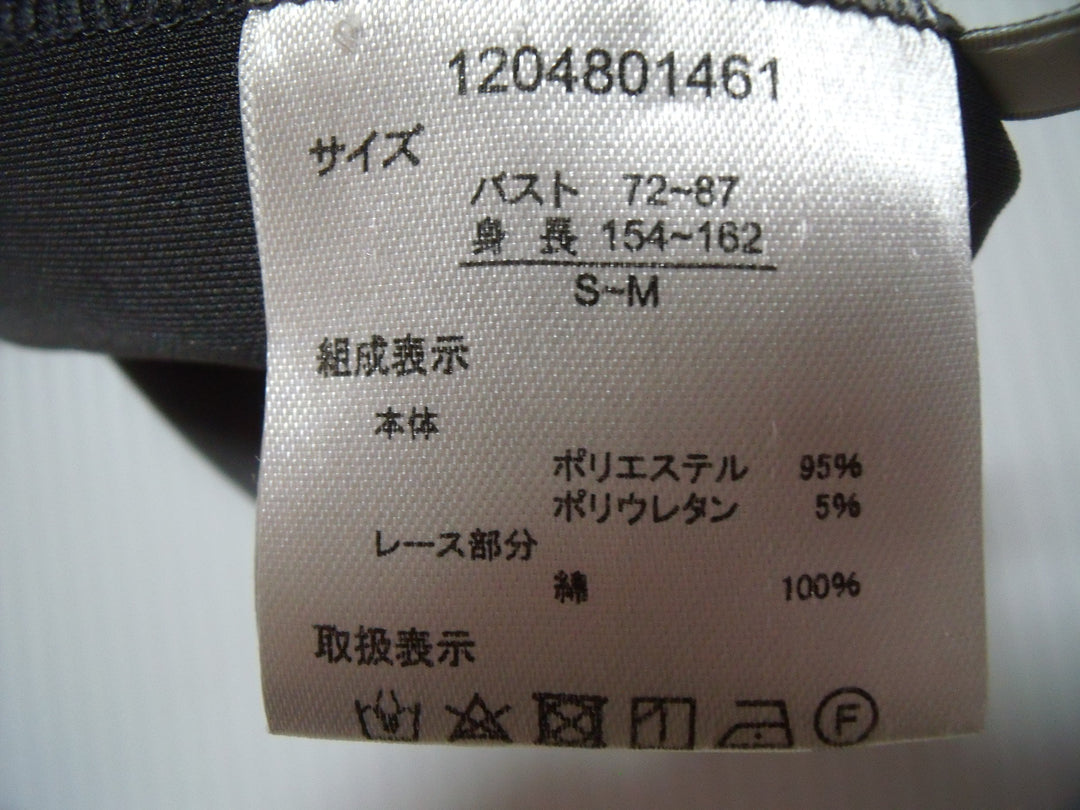 1204801461
サイズ
バスト 72~87
身 長 154~162
S~M
組成表示
本体
ポリエステル 95%
ポリウレタン 5%
レース部分
綿 100%
取扱表示
F